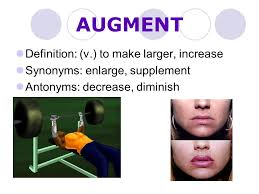 AUGMENT
Definition: (v.) to make larger, increase
Synonyms: enlarge, supplement
Antonyms: decrease, diminish